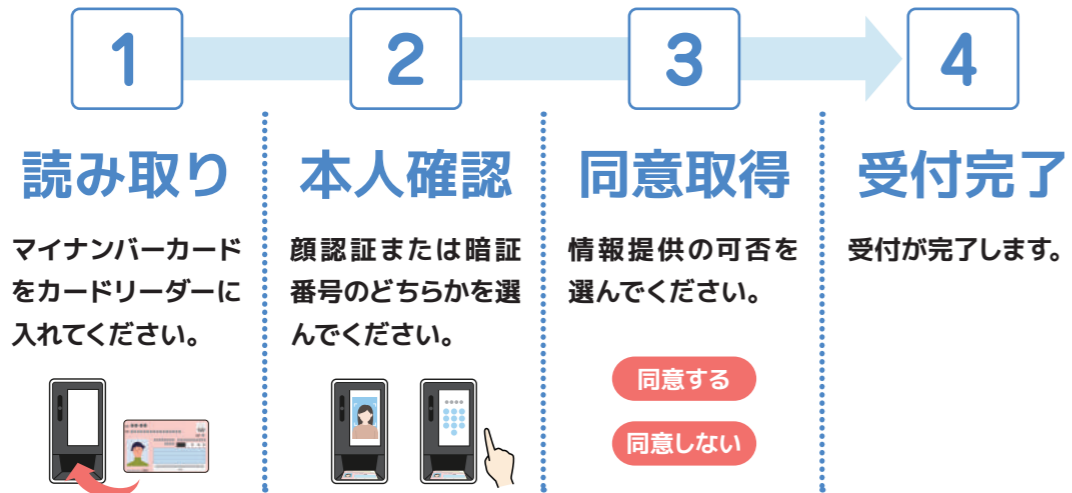 1
読み取り
マイナンバーカード
をカードリーダーに
入れてください。
2
本人確認
顔認証または暗証
番号のどちらかを選
んでください。
3
同意取得
情報提供の可否を
選んでください。
同意する
同意しない
4
受付完了
受付が完了します。